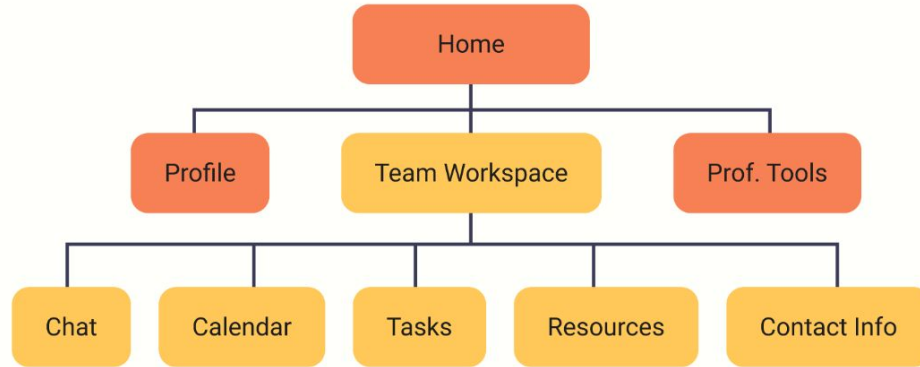 Home
Profile
Team Workspace
Prof. Tools
Chat
Calendar
Tasks
Resources
Contact Info